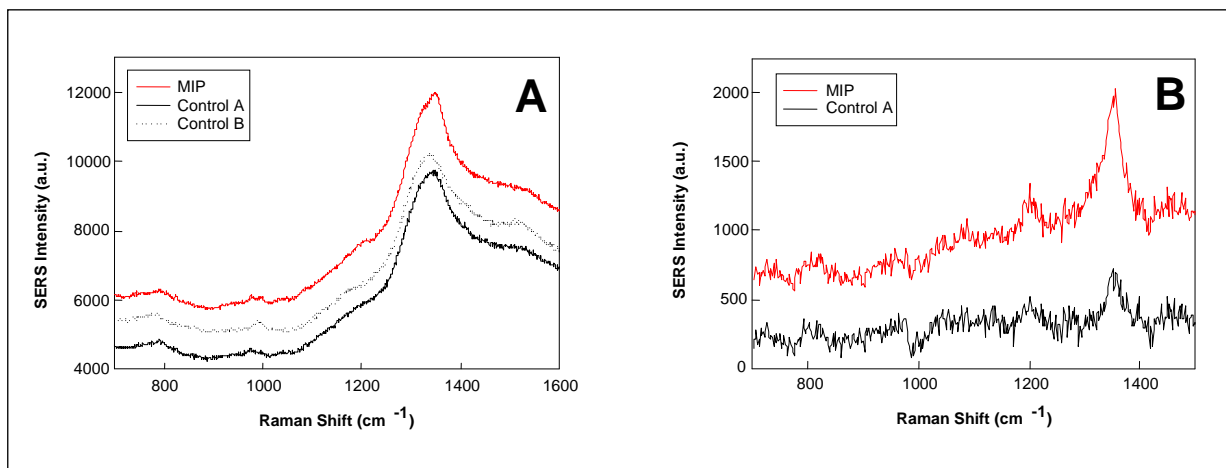 A
MIP
Control A
Control B
12000
10000
8000
6000
4000
SERS Intensity (a.u.)
800 1000 1200 1400 1600
Raman Shift (cm -1)
B
MIP
Control A
2000
1500
1000
500
0
SERS Intensity (a.u.)
800 1000 1200 1400
Raman Shift (cm -1)